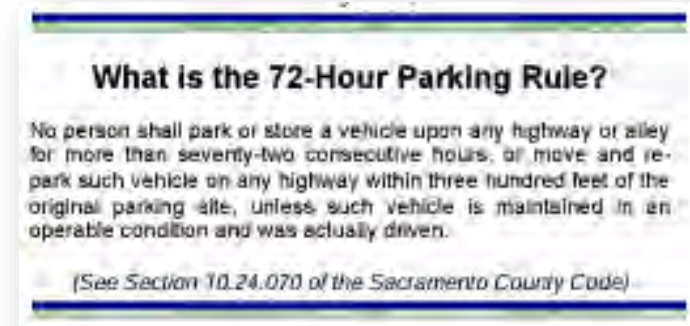 What is the 72-Hour Parking Rule?
No person shall park or store a vehicle upon any highway or alley
for more than seventy-two consecutive hours, or move and re-
park such vehicle on any highway within three hundred feet of the
original parking site, unless such vehicle is maintained in an
operable condition and was actually driven.
(See Section 10.24.070 of the Sacramento County Code)